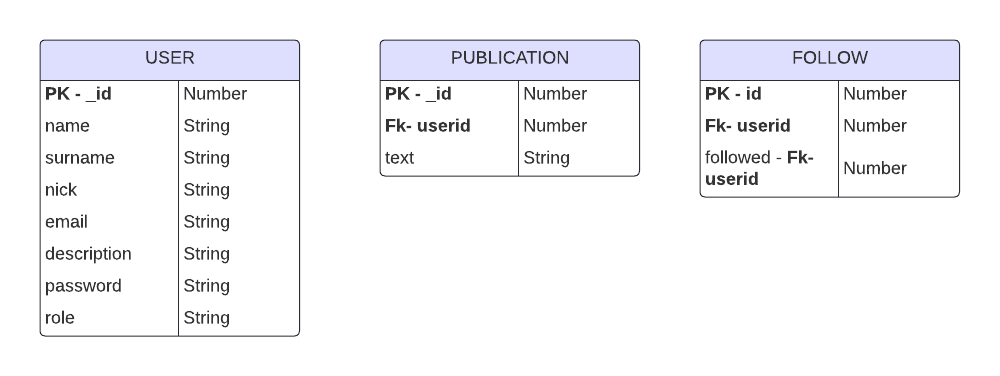 USER
PK - _id Number
name String
surname String
nick String
email String
description String
password String
role String
PUBLICATION
PK - _id Number
Fk- userid Number
text String
FOLLOW
PK - id Number
Fk- userid Number
followed - Fk-
userid Number